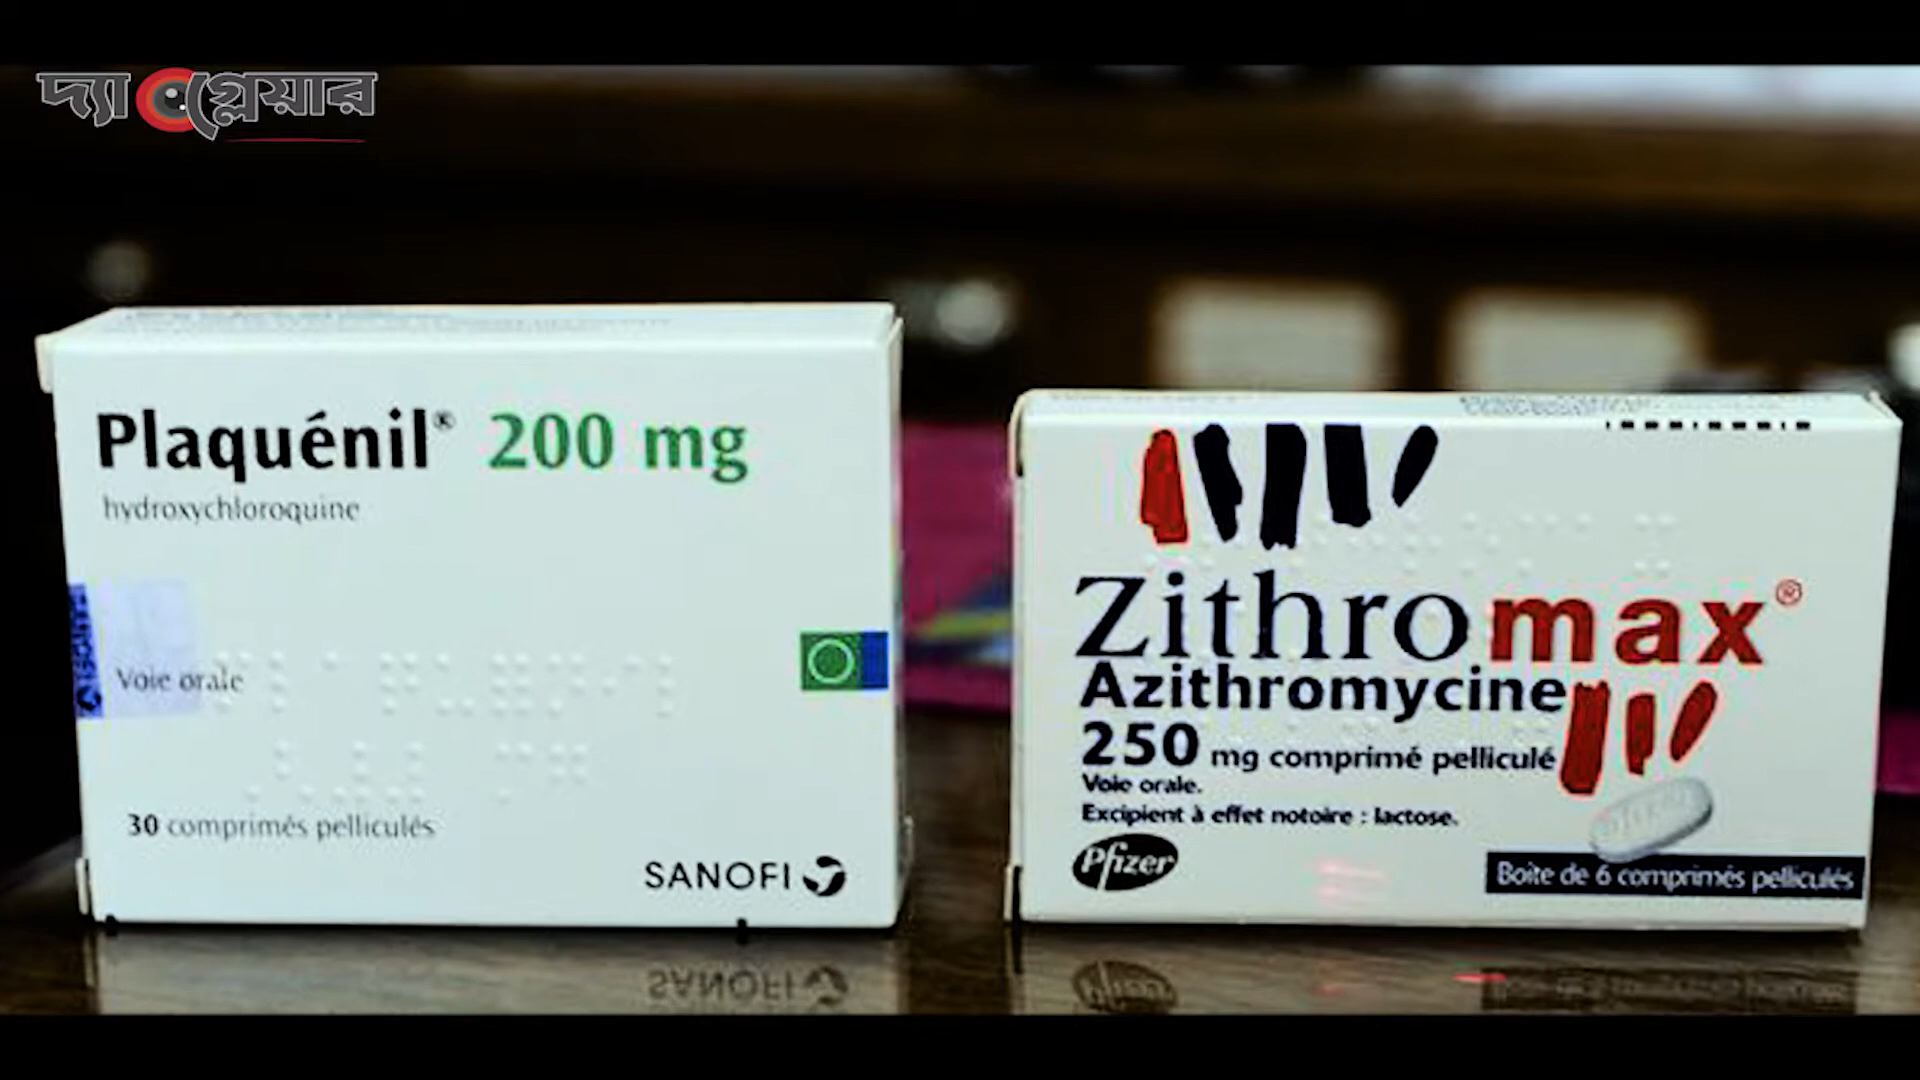 দ্যা গ্লেয়ার
Plaquénil® 200 mg
hydroxychloroquine
Voie orale
30 comprimés pelliculés
SANOFI
Zithromax®
Azithromycine
250 mg comprimé pelliculé
Voie orale.
Excipient à effet notoire : lactose.
Pfizer
Boîte de 6 comprimés pelliculés